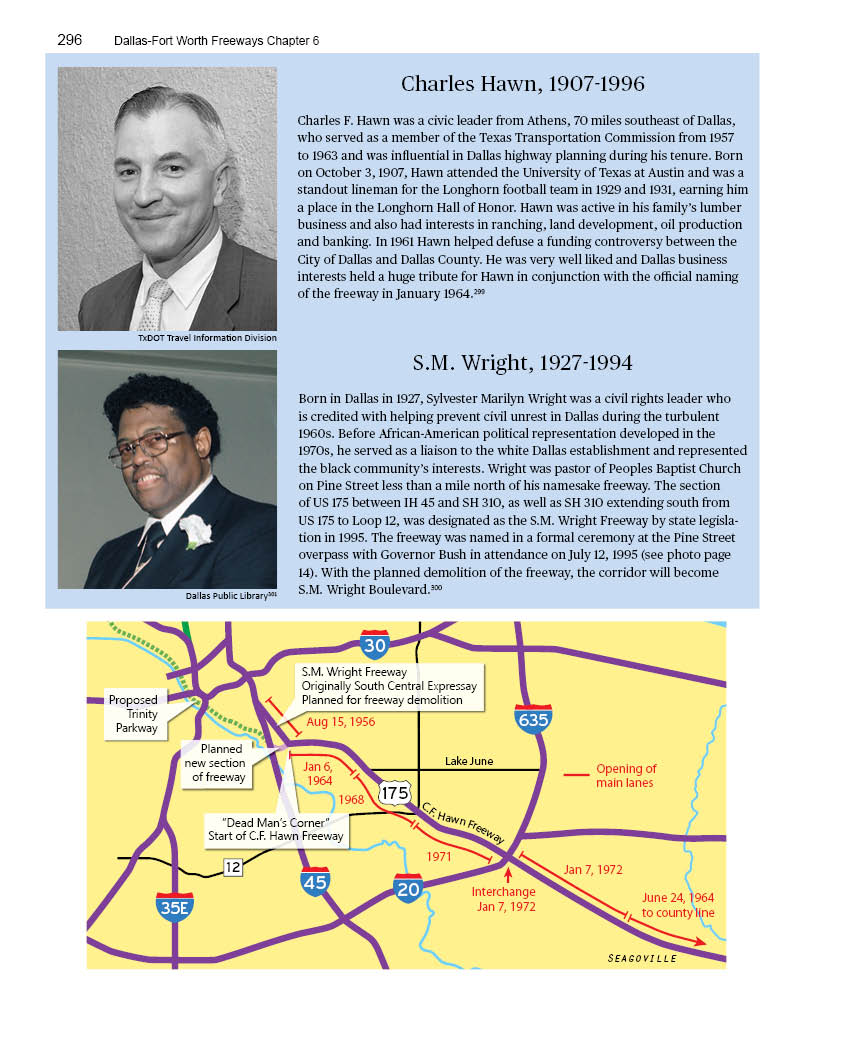 296 Dallas-Fort Worth Freeways Chapter 6
Charles Hawn, 1907-1996
Charles F. Hawn was a civic leader from Athens, 70 miles southeast of Dallas,
who served as a member of the Texas Transportation Commission from 1957
to 1963 and was influential in Dallas highway planning during his tenure. Born
on October 3, 1907, Hawn attended the University of Texas at Austin and was a
standout lineman for the Longhorn football team in 1929 and 1931, earning him
a place in the Longhorn Hall of Honor. Hawn was active in his family's lumber
business and also had interests in ranching, land development, oil production
and banking. In 1961 Hawn helped defuse a funding controversy between the
City of Dallas and Dallas County. He was very well liked and Dallas business
interests held a huge tribute for Hawn in conjunction with the official naming
of the freeway in January 1964.299
TxDOT Travel Information Division
S.M. Wright, 1927-1994
Born in Dallas in 1927, Sylvester Marilyn Wright was a civil rights leader who
is credited with helping prevent civil unrest in Dallas during the turbulent
1960s. Before African-American political representation developed in the
1970s, he served as a liaison to the white Dallas establishment and represented
the black community's interests. Wright was pastor of Peoples Baptist Church
on Pine Street less than a mile north of his namesake freeway. The section
of US 175 between IH 45 and SH 310, as well as SH 310 extending south from
US 175 to Loop 12, was designated as the S.M. Wright Freeway by state legisla-
tion in 1995. The freeway was named in a formal ceremony at the Pine Street
overpass with Governor Bush in attendance on July 12, 1995 (see photo page
14). With the planned demolition of the freeway, the corridor will become
S.M. Wright Boulevard.300
Dallas Public Library301
30
S.M. Wright Freeway
Originally South Central Expressay
Planned for freeway demolition
Proposed
Trinity
Parkway
Aug 15, 1956
635
Planned
new section
of freeway
Lake June
Jan 6,
1964
Opening of
main lanes
1968
175
C.F. Hawn Freeway
"Dead Man's Corner"
Start of C.F. Hawn Freeway
1971
12
Jan 7, 1972
45
20
Interchange
Jan 7, 1972
35E
June 24, 1964
to county line
SEAGOVILLE